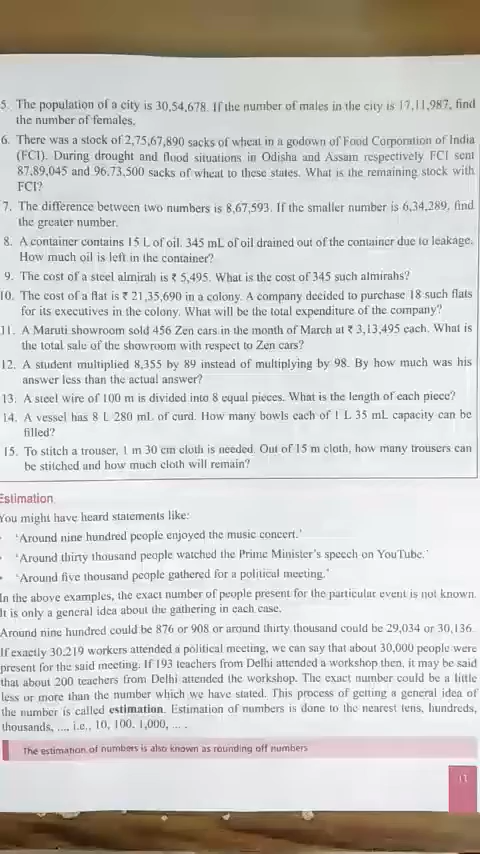 5. The population of a city is 30,54,678. If the number of males in the city is 17,11,987, find
the number of females.
6. There was a stock of 2,75,67,890 sacks of wheat in a godown of Food Corporation of India
(FCI). During drought and flood situations in Odisha and Assam respectively FCI sent
87,89,045 and 96,73,500 sacks of wheat to these states. What is the remaining stock with
FCI?
7. The difference between two numbers is 8,67,593. If the smaller number is 6,34,289, find
the greater number.
8. A container contains 15 L of oil. 345 mL of oil drained out of the container due to leakage.
How much oil is left in the container?
9. The cost of a steel almirah is ₹ 5,495. What is the cost of 345 such almirahs?
10. The cost of a flat is ₹ 21,35,690 in a colony. A company decided to purchase 18 such flats
for its executives in the colony. What will be the total expenditure of the company?
11. A Maruti showroom sold 456 Zen cars in the month of March at ₹ 3,13,495 each. What is
the total sale of the showroom with respect to Zen cars?
12. A student multiplied 8,355 by 89 instead of multiplying by 98. By how much was his
answer less than the actual answer?
13. A steel wire of 100 m is divided into 8 equal pieces. What is the length of each piece?
14. A vessel has 8 L 280 mL of curd. How many bowls each of 1 L 35 mL capacity can be
filled?
15. To stitch a trouser, 1 m 30 cm cloth is needed. Out of 15 m cloth, how many trousers can
be stitched and how much cloth will remain?
Estimation
You might have heard statements like:
• 'Around nine hundred people enjoyed the music concert.'
• 'Around thirty thousand people watched the Prime Minister's speech on YouTube.'
• 'Around five thousand people gathered for a political meeting.'
In the above examples, the exact number of people present for the particular event is not known.
It is only a general idea about the gathering in each case.
Around nine hundred could be 876 or 908 or around thirty thousand could be 29,034 or 30,136.
If exactly 30,219 workers attended a political meeting, we can say that about 30,000 people were
present for the said meeting. If 193 teachers from Delhi attended a workshop then, it may be said
that about 200 teachers from Delhi attended the workshop. The exact number could be a little
less or more than the number which we have stated. This process of getting a general idea of
the number is called estimation. Estimation of numbers is done to the nearest tens, hundreds,
thousands, ..., i.e., 10, 100, 1,000, ... .
The estimation of numbers is also known as rounding off numbers
11